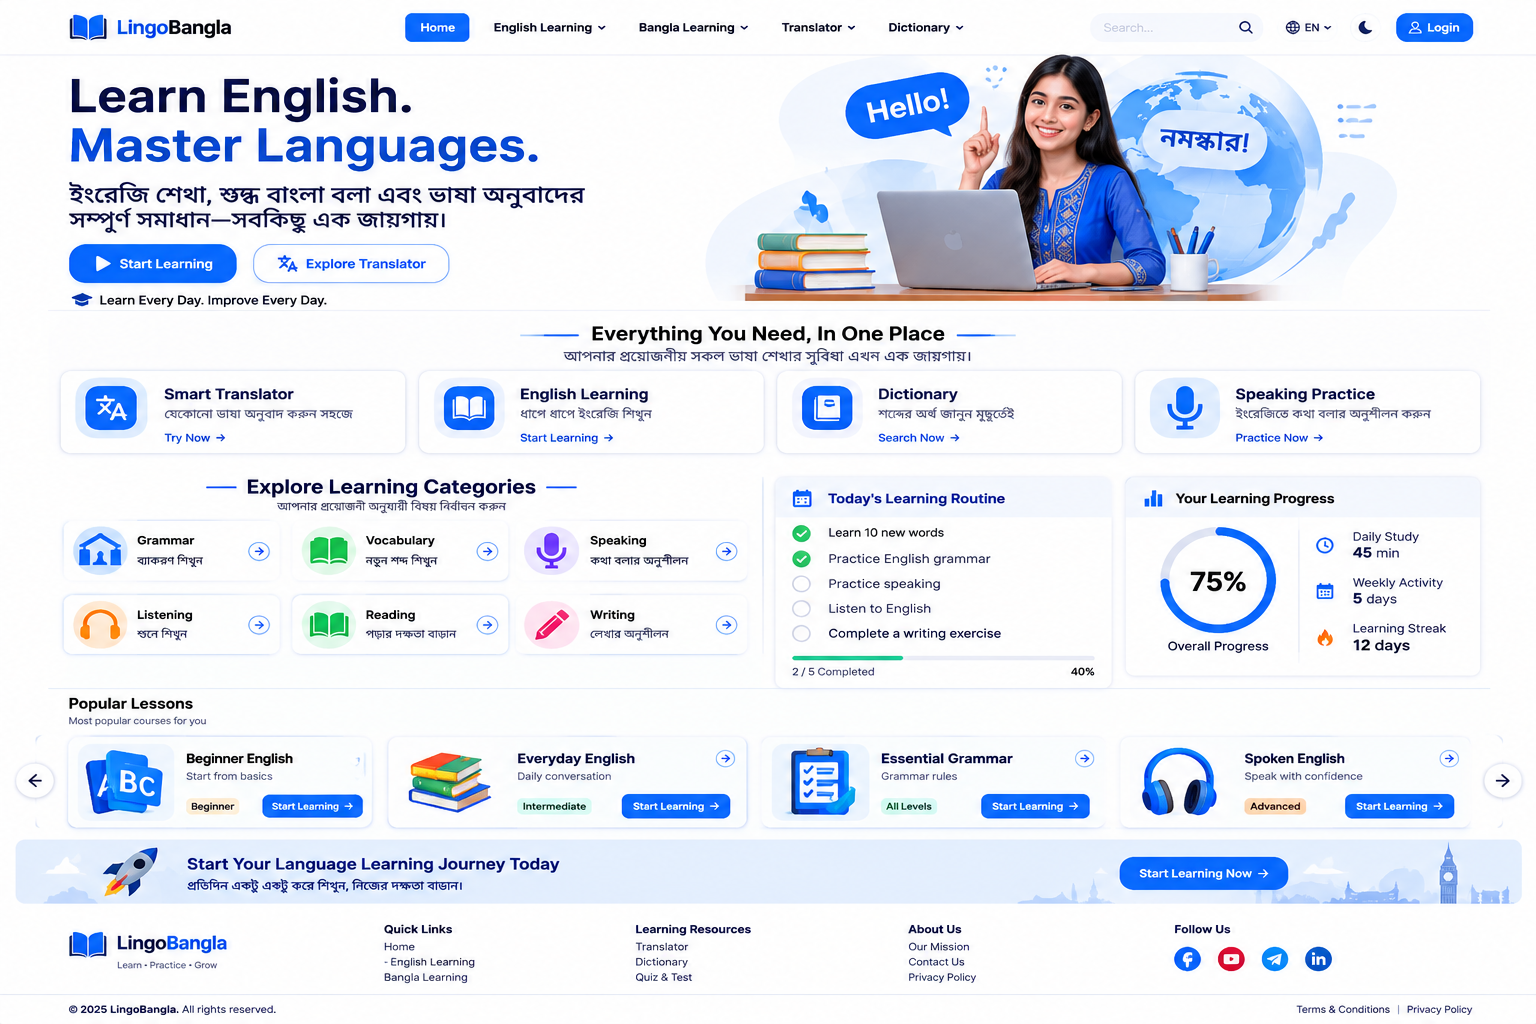 LingoBangla
Home
English Learning
Bangla Learning
Translator
Dictionary
Search...
EN
Login
Learn English.
Master Languages.
ইংরেজি শেখা, শুদ্ধ বাংলা বলা এবং ভাষা অনুবাদের
সম্পূর্ণ সমাধান—সবকিছু এক জায়গায়।
Start Learning
Explore Translator
Learn Every Day. Improve Every Day.
Hello!
নমস্কার!
Everything You Need, In One Place
আপনার প্রয়োজনীয় সকল ভাষা শেখার সুবিধা এখন এক জায়গায়।
Smart Translator
যেকোনো ভাষা অনুবাদ করুন সহজে
Try Now →
English Learning
ধাপে ধাপে ইংরেজি শিখুন
Start Learning →
Dictionary
শব্দের অর্থ জানুন মুহূর্তেই
Search Now →
Speaking Practice
ইংরেজিতে কথা বলার অনুশীলন করুন
Practice Now →
Explore Learning Categories
আপনার প্রয়োজনী অনুযায়ী বিষয় নির্বাচন করুন
Grammar
ব্যাকরণ শিখুন
Vocabulary
নতুন শব্দ শিখুন
Speaking
কথা বলার অনুশীলন
Listening
শুনে শিখুন
Reading
পড়ার দক্ষতা বাড়ান
Writing
লেখার অনুশীলন
Today's Learning Routine
Learn 10 new words
Practice English grammar
Practice speaking
Listen to English
Complete a writing exercise
2 / 5 Completed
40%
Your Learning Progress
75%
Overall Progress
Daily Study
45 min
Weekly Activity
5 days
Learning Streak
12 days
Popular Lessons
Most popular courses for you
ABC
Beginner English
Start from basics
Beginner
Start Learning →
Everyday English
Daily conversation
Intermediate
Start Learning →
Essential Grammar
Grammar rules
All Levels
Start Learning →
Spoken English
Speak with confidence
Advanced
Start Learning →
Start Your Language Learning Journey Today
প্রতিদিন একটু একটু করে শিখুন, নিজের দক্ষতা বাডান।
Start Learning Now →
LingoBangla
Learn • Practice • Grow
Quick Links
Home
- English Learning
Bangla Learning
Learning Resources
Translator
Dictionary
Quiz & Test
About Us
Our Mission
Contact Us
Privacy Policy
Follow Us
© 2025 LingoBangla. All rights reserved.
Terms & Conditions | Privacy Policy